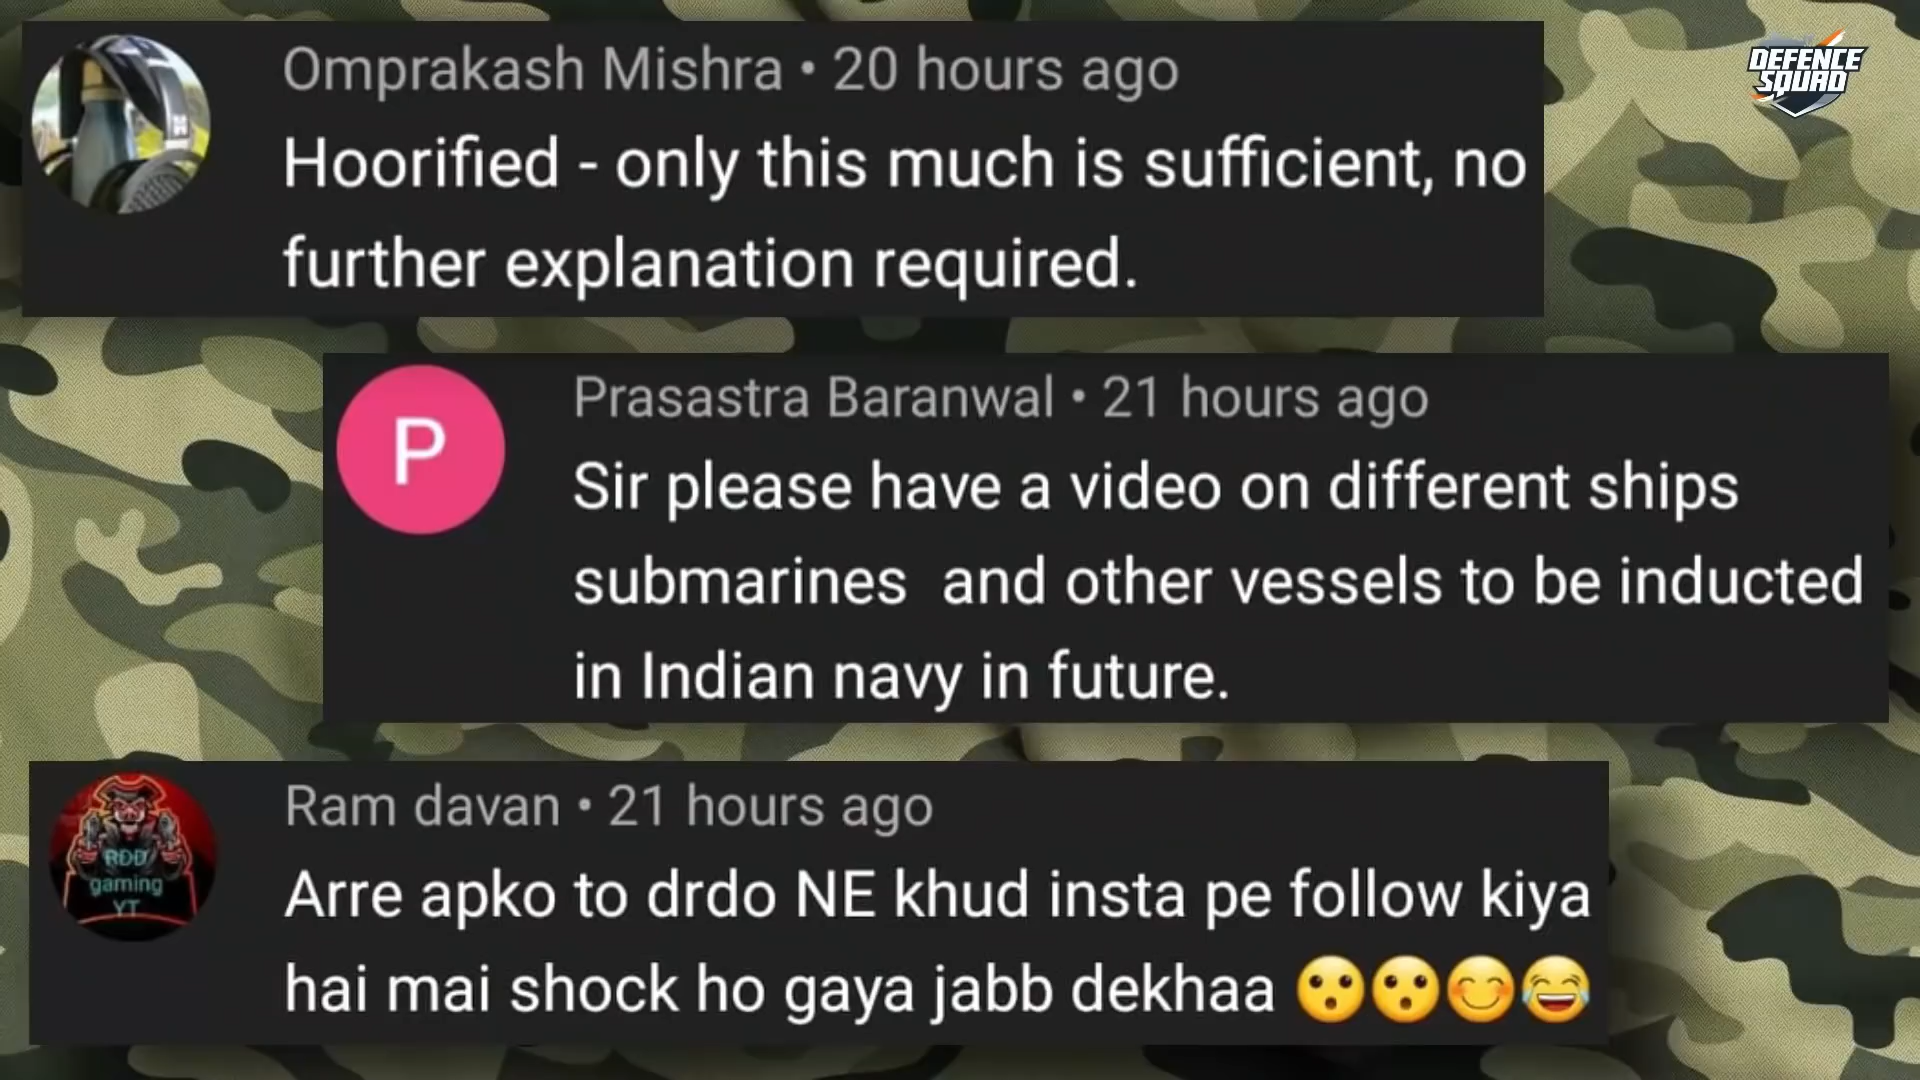 DEFENCE
SQUAD
Omprakash Mishra • 20 hours ago
Hoorified - only this much is sufficient, no
further explanation required.
P
Prasastra Baranwal • 21 hours ago
Sir please have a video on different ships
submarines  and other vessels to be inducted
in Indian navy in future.
RDD
gaming
YT
Ram davan • 21 hours ago
Arre apko to drdo NE khud insta pe follow kiya
hai mai shock ho gaya jabb dekhaa 😮😮😊😂